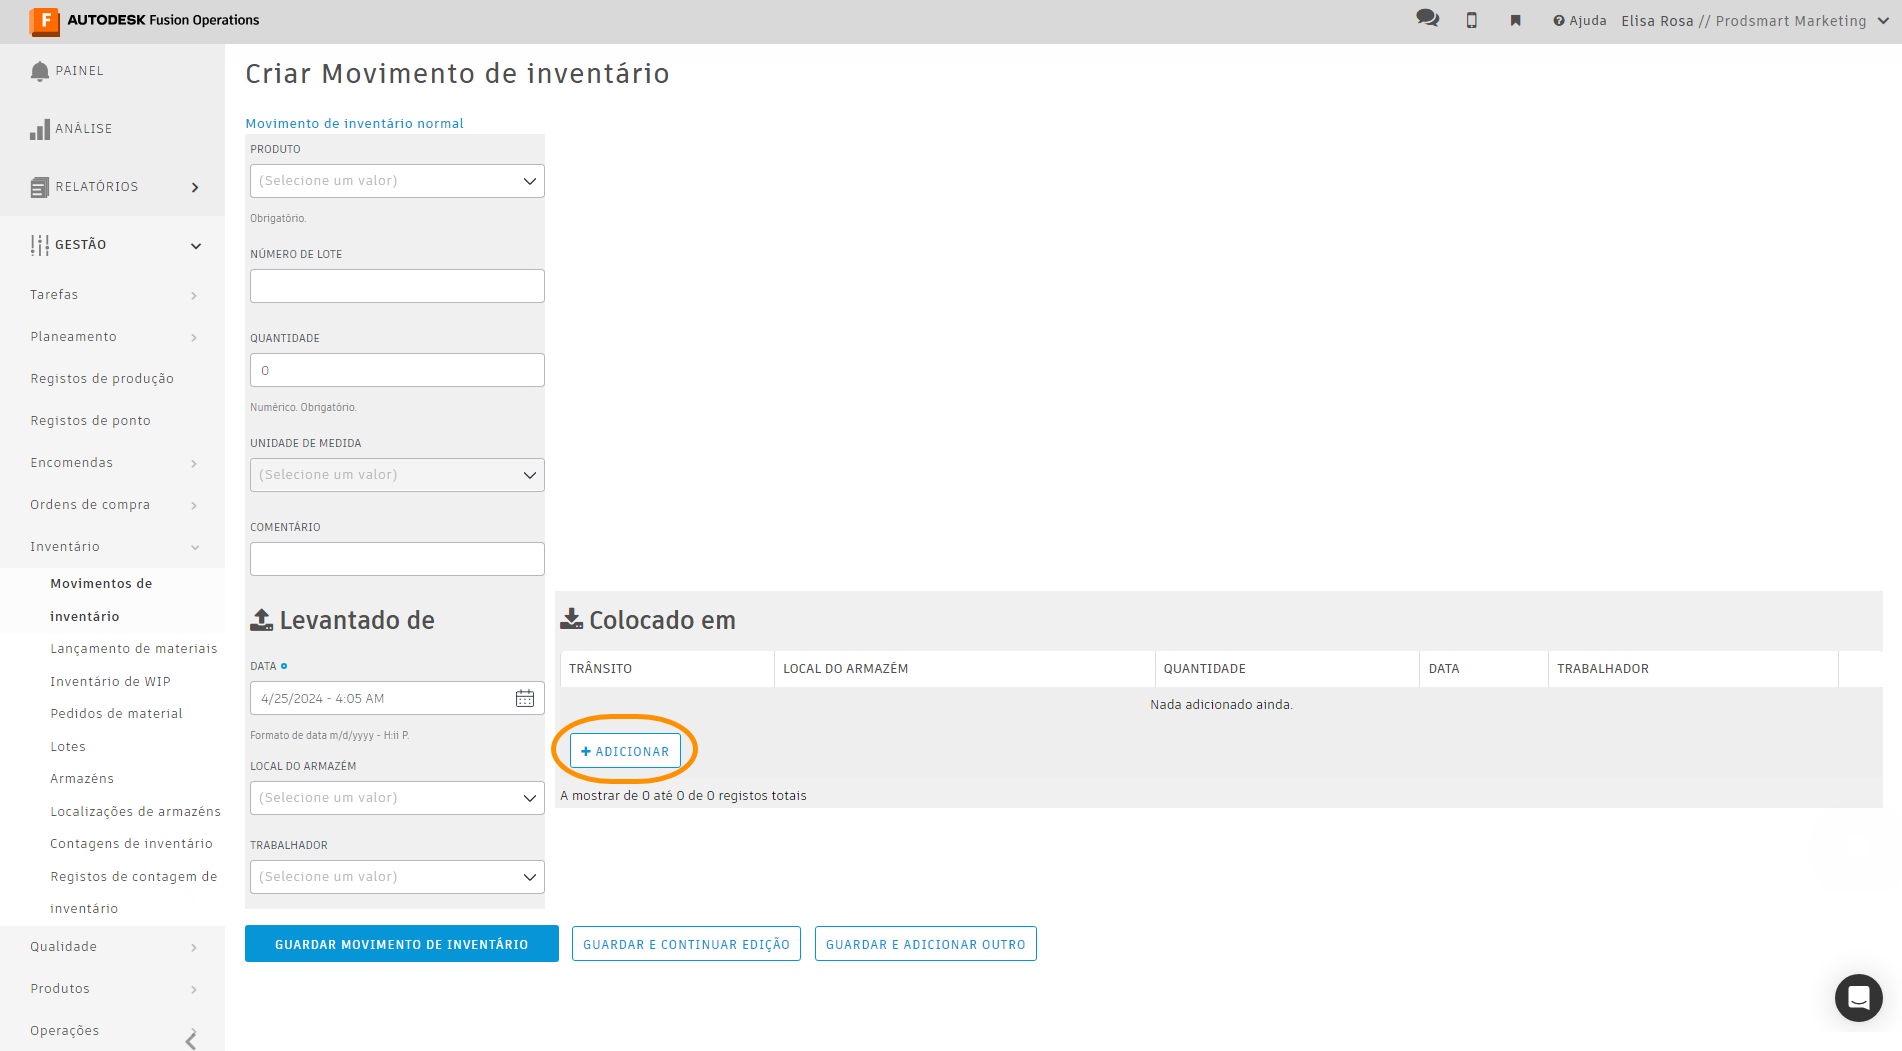 F AUTODESK Fusion Operations
Ajuda
Elisa Rosa // Prodsmart Marketing
PAINEL
ANÁLISE
RELATÓRIOS
GESTÃO
Tarefas
Planeamento
Registos de produção
Registos de ponto
Encomendas
Ordens de compra
Inventário
Movimentos de
inventário
Lançamento de materiais
Inventário de WIP
Pedidos de material
Lotes
Armazéns
Localizações de armazéns
Contagens de inventário
Registos de contagem de
inventário
Qualidade
Produtos
Operações
Criar Movimento de inventário
Movimento de inventário normal
PRODUTO
(Selecione um valor)
Obrigatório.
NÚMERO DE LOTE
QUANTIDADE
0
Numérico. Obrigatório.
UNIDADE DE MEDIDA
(Selecione um valor)
COMENTÁRIO
Levantado de
DATA
4/25/2024 - 4:05 AM
Formato de data m/d/yyyy - H:ii P.
LOCAL DO ARMAZÉM
(Selecione um valor)
TRABALHADOR
(Selecione um valor)
Colocado em
TRÂNSITO LOCAL DO ARMAZÉM QUANTIDADE DATA TRABALHADOR
Nada adicionado ainda.
+ ADICIONAR
A mostrar de 0 até 0 de 0 registos totais
GUARDAR MOVIMENTO DE INVENTÁRIO GUARDAR E CONTINUAR EDIÇÃO GUARDAR E ADICIONAR OUTRO